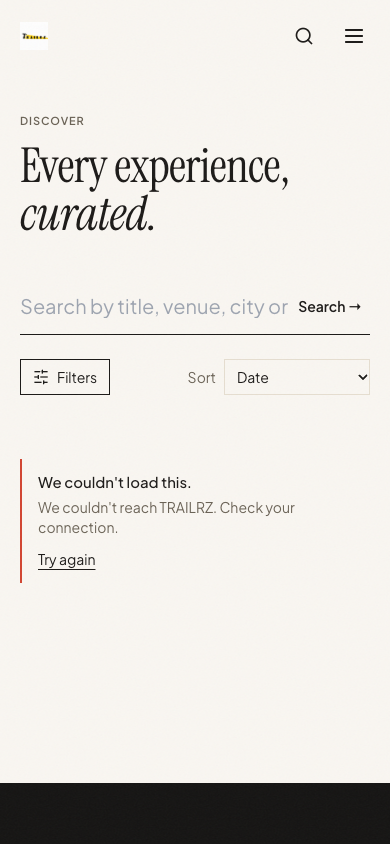 TRAILRZ
DISCOVER
Every experience,
curated.
Search by title, venue, city or
Search →
Filters
Sort
Date
We couldn't load this.
We couldn't reach TRAILRZ. Check your
connection.
Try again